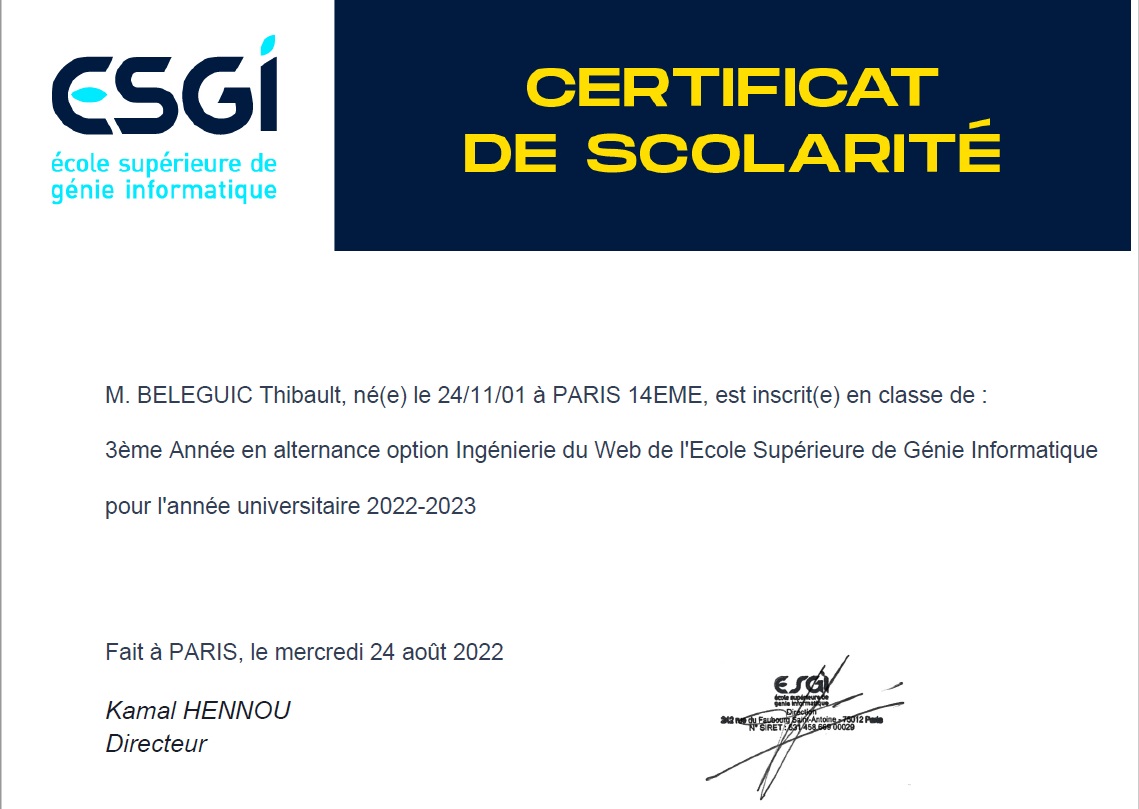 ESGI
école supérieure de
génie informatique
CERTIFICAT
DE SCOLARITÉ
M. BELEGUIC Thibault, né(e) le 24/11/01 à PARIS 14EME, est inscrit(e) en classe de :
3ème Année en alternance option Ingénierie du Web de l'Ecole Supérieure de Génie Informatique
pour l'année universitaire 2022-2023
Fait à PARIS, le mercredi 24 août 2022
Kamal HENNOU
Directeur
ESGI
école supérieure de
génie informatique
Direction
242 rue du Faubourg Saint-Antoine - 75012 Paris
N° SIRET : 00029